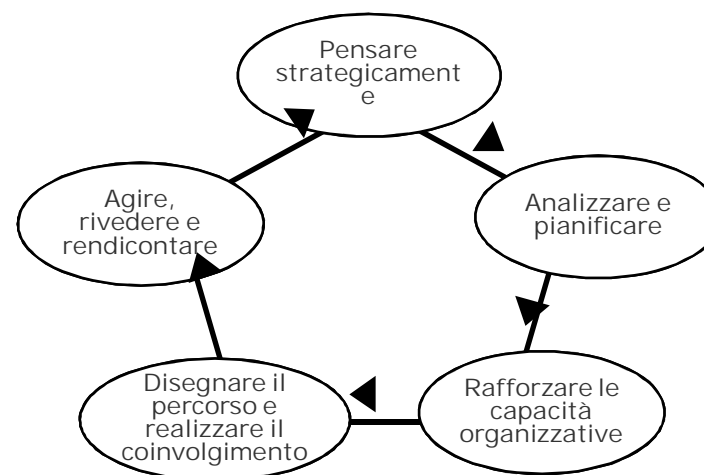 Pensare
strategicament
e
Analizzare e
pianificare
Rafforzare le
capacità
organizzative
Disegnare il
percorso e
realizzare il
coinvolgimento
Agire,
rivedere e
rendicontare